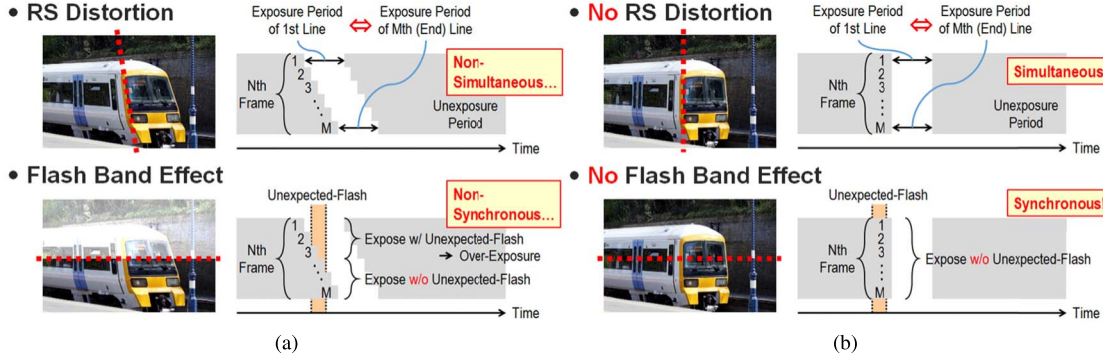 • RS Distortion
Exposure Period
of 1st Line
Exposure Period
of Mth (End) Line
Non-
Simultaneous…
Nth
Frame
1
2
3
M
Unexposure
Period
Time
• Flash Band Effect
Unexpected-Flash
Non-
Synchronous…
Nth
Frame
1
2
3
M
Expose w/ Unexpected-Flash
→ Over-Exposure
Expose w/o Unexpected-Flash
Time
(a)
• No RS Distortion
Exposure Period
of 1st Line
Exposure Period
of Mth (End) Line
Simultaneous
Nth
Frame
1
2
3
M
Unexposure
Period
Time
• No Flash Band Effect
Unexpected-Flash
Synchronous!
Nth
Frame
1
2
3
M
Expose w/o Unexpected-Flash
Time
(b)